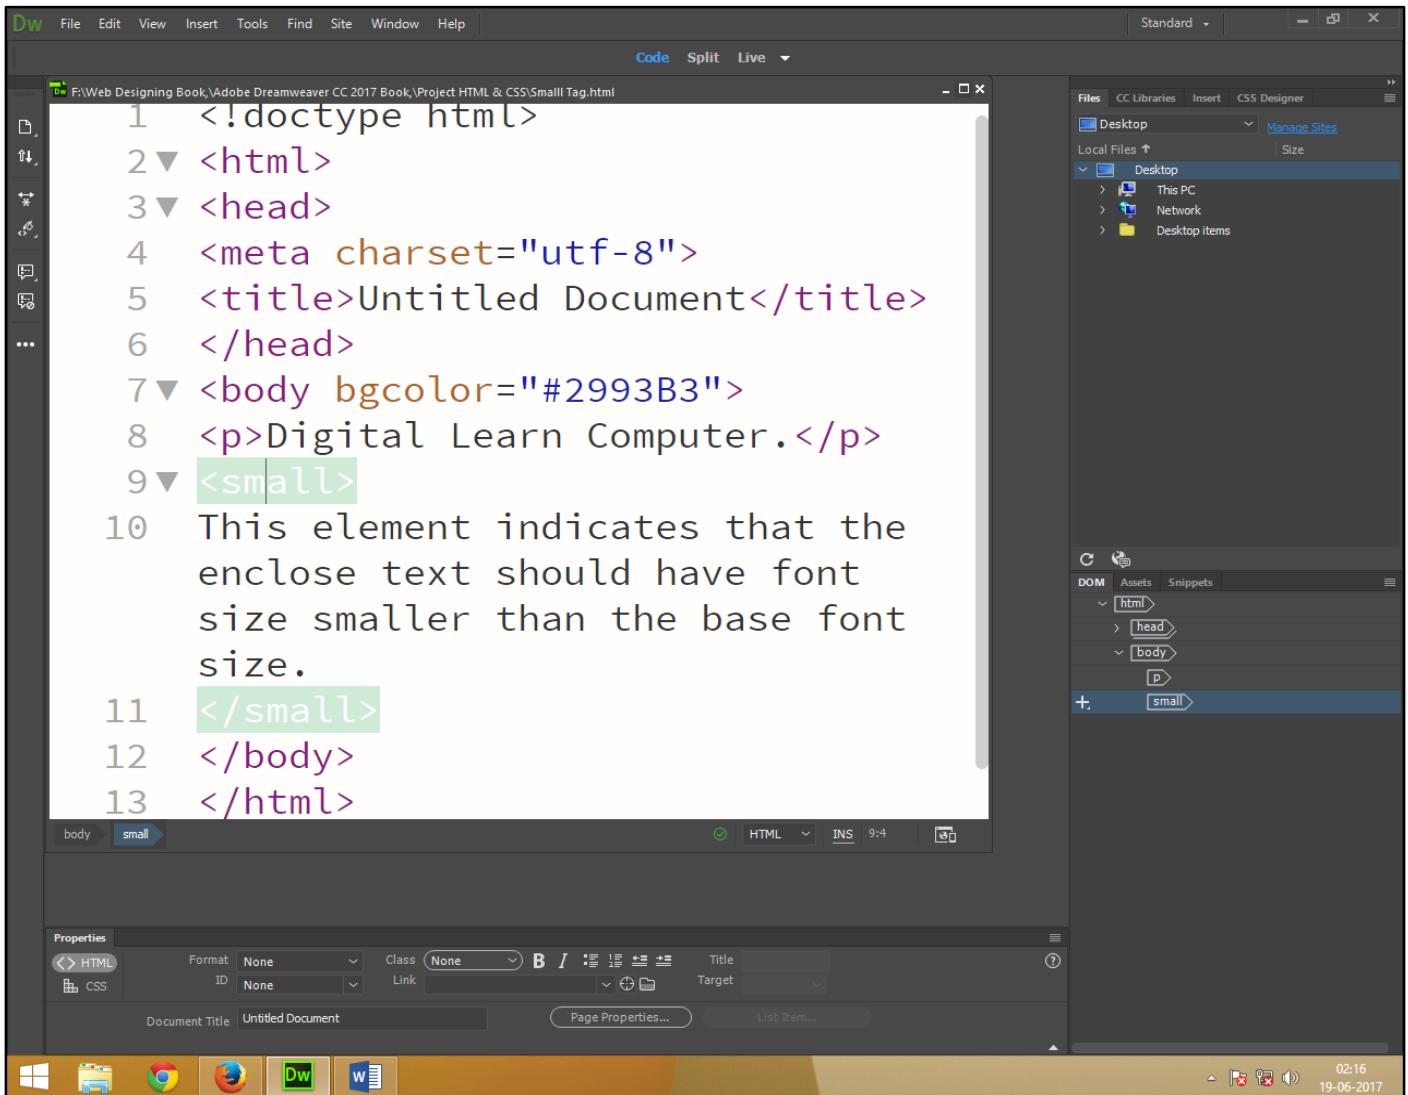 Dw File Edit View Insert Tools Find Site Window Help Standard
Code Split Live
F:\Web Designing Book,\Adobe Dreamweaver CC 2017 Book,\Project HTML & CSS\Smalll Tag.html
1 <!doctype html>
2 <html>
3 <head>
4 <meta charset="utf-8">
5 <title>Untitled Document</title>
6 </head>
7 <body bgcolor="#2993B3">
8 <p>Digital Learn Computer.</p>
9 <small>
10 This element indicates that the
enclose text should have font
size smaller than the base font
size.
11 </small>
12 </body>
13 </html>
body small HTML INS 9:4
Files CC Libraries Insert CSS Designer
Desktop Manage Sites
Local Files Size
Desktop
This PC
Network
Desktop items
DOM Assets Snippets
html
head
body
p
small
Properties
HTML Format None Class None B I Title
CSS ID None Link Target
Document Title Untitled Document Page Properties... List Item...
Dw W 02:16
19-06-2017